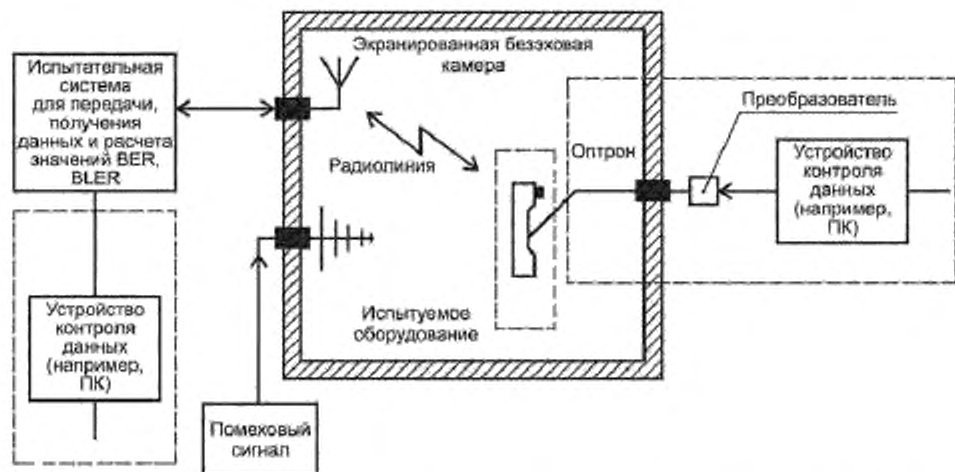 Испытательная
система
для передачи,
получения
данных и расчета
значений BER,
BLER
Экранированная безэховая
камера
Радиолиния
Оптрон
Преобразователь
Устройство
контроля
данных
(например,
ПК)
Испытуемое
оборудование
Устройство
контроля
данных
(например,
ПК)
Помеховый
сигнал